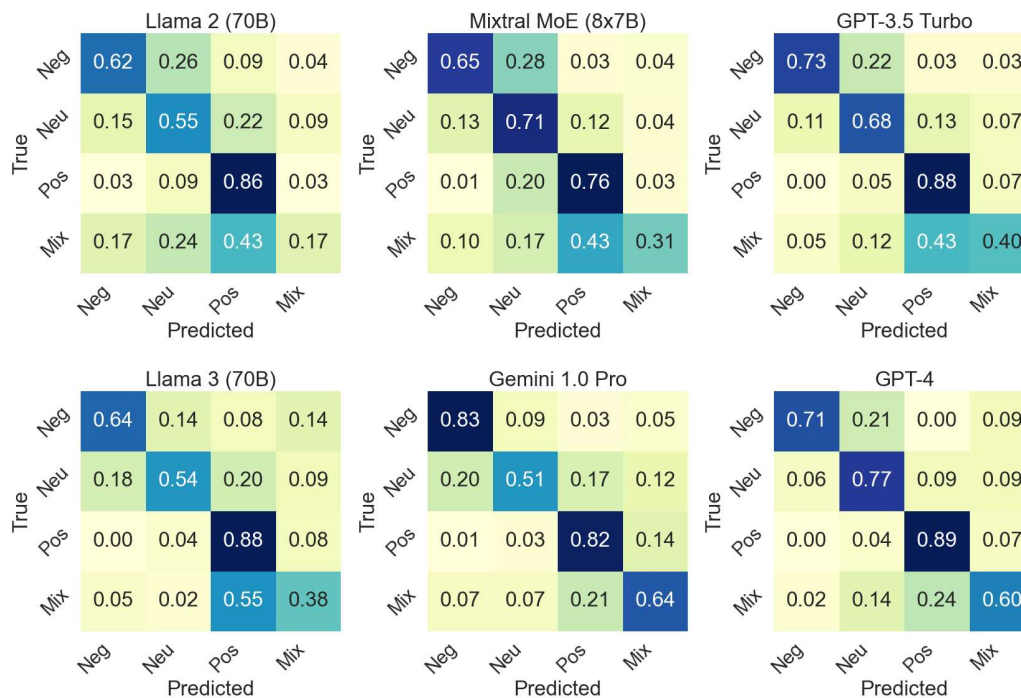 Llama 2 (70B) Mixtral MoE (8x7B) GPT-3.5 Turbo
Neg 0.62 0.26 0.09 0.04 Neg 0.65 0.28 0.03 0.04 Neg 0.73 0.22 0.03 0.03
Neu 0.15 0.55 0.22 0.09 Neu 0.13 0.71 0.12 0.04 Neu 0.11 0.68 0.13 0.07
True True True
Pos 0.03 0.09 0.86 0.03 Pos 0.01 0.20 0.76 0.03 Pos 0.00 0.05 0.88 0.07
Mix 0.17 0.24 0.43 0.17 Mix 0.10 0.17 0.43 0.31 Mix 0.05 0.12 0.43 0.40
Neg Neu Pos Mix Neg Neu Pos Mix Neg Neu Pos Mix
Predicted Predicted Predicted
Llama 3 (70B) Gemini 1.0 Pro GPT-4
Neg 0.64 0.14 0.08 0.14 Neg 0.83 0.09 0.03 0.05 Neg 0.71 0.21 0.00 0.09
Neu 0.18 0.54 0.20 0.09 Neu 0.20 0.51 0.17 0.12 Neu 0.06 0.77 0.09 0.09
True True True
Pos 0.00 0.04 0.88 0.08 Pos 0.01 0.03 0.82 0.14 Pos 0.00 0.04 0.89 0.07
Mix 0.05 0.02 0.55 0.38 Mix 0.07 0.07 0.21 0.64 Mix 0.02 0.14 0.24 0.60
Neg Neu Pos Mix Neg Neu Pos Mix Neg Neu Pos Mix
Predicted Predicted Predicted